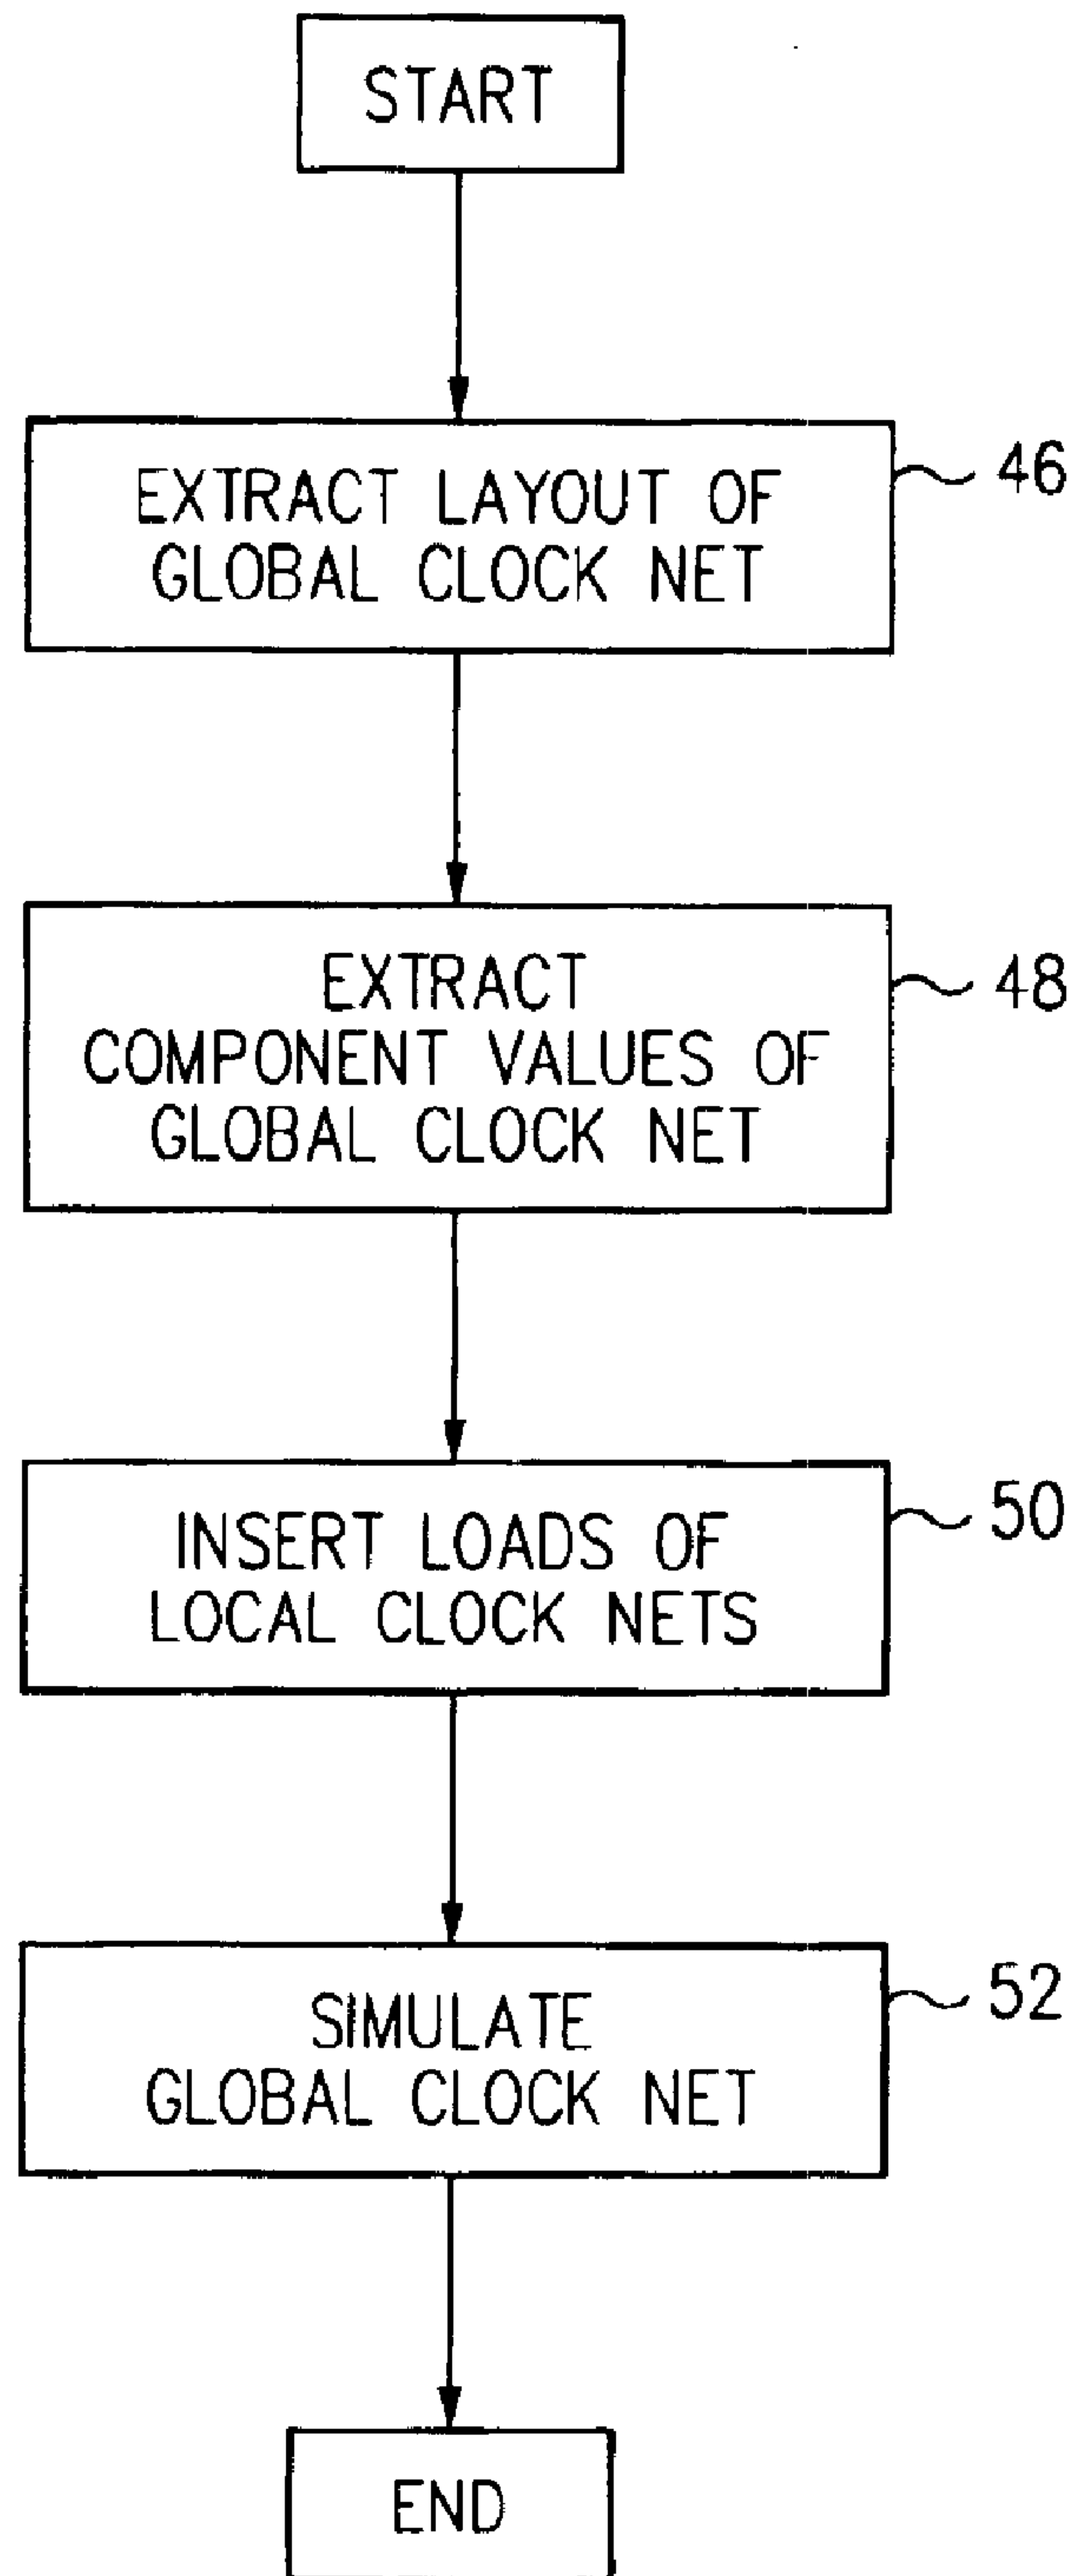 START
EXTRACT LAYOUT OF
GLOBAL CLOCK NET
46
EXTRACT
COMPONENT VALUES OF
GLOBAL CLOCK NET
48
INSERT LOADS OF
LOCAL CLOCK NETS
50
SIMULATE
GLOBAL CLOCK NET
52
END